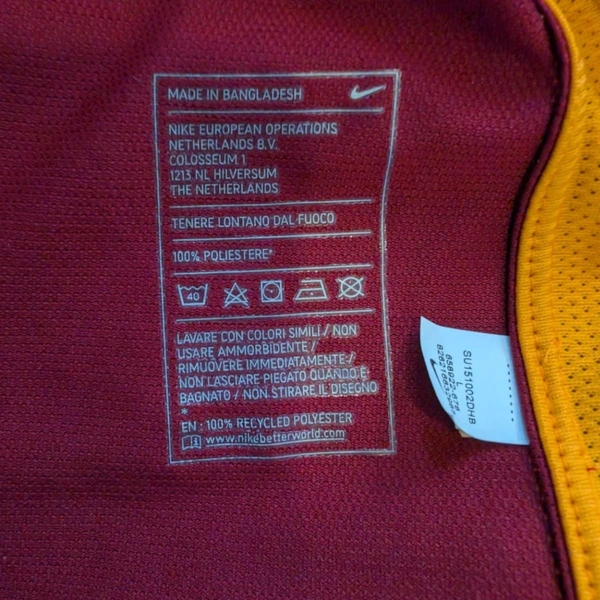 MADE IN BANGLADESH
NIKE EUROPEAN OPERATIONS
NETHERLANDS B.V.
COLOSSEUM 1
1213 NL HILVERSUM
THE NETHERLANDS
TENERE LONTANO DAL FUOCO
100% POLIESTERE*
40
LAVARE CON COLORI SIMILI / NON
USARE AMMORBIDENTE /
RIMUOVERE IMMEDIATAMENTE /
NON LASCIARE PIEGATO QUANDO È
BAGNATO / NON STIRARE IL DISEGNO
*
EN : 100% RECYCLED POLYESTER
www.nikebetterworld.com
SU151002DHB
L